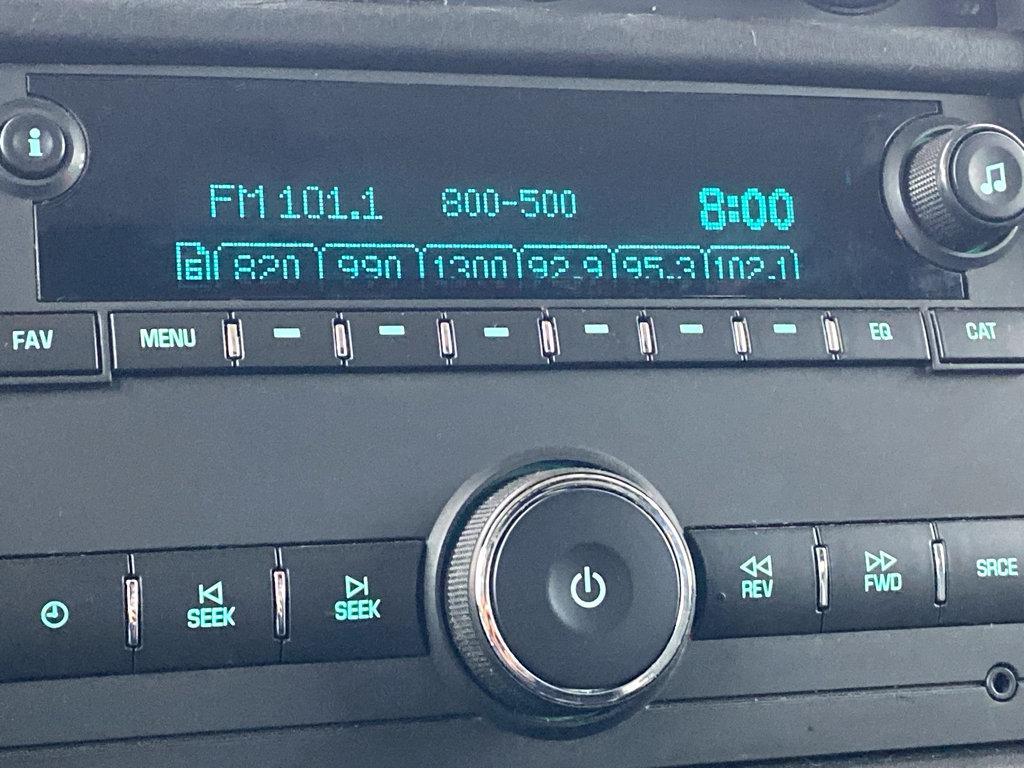 i
FM 101.1 800-500 8:00
6 820 990 1300 92.9 95.3 102.1
FAV MENU EQ CAT
SEEK SEEK REV FWD SRCE